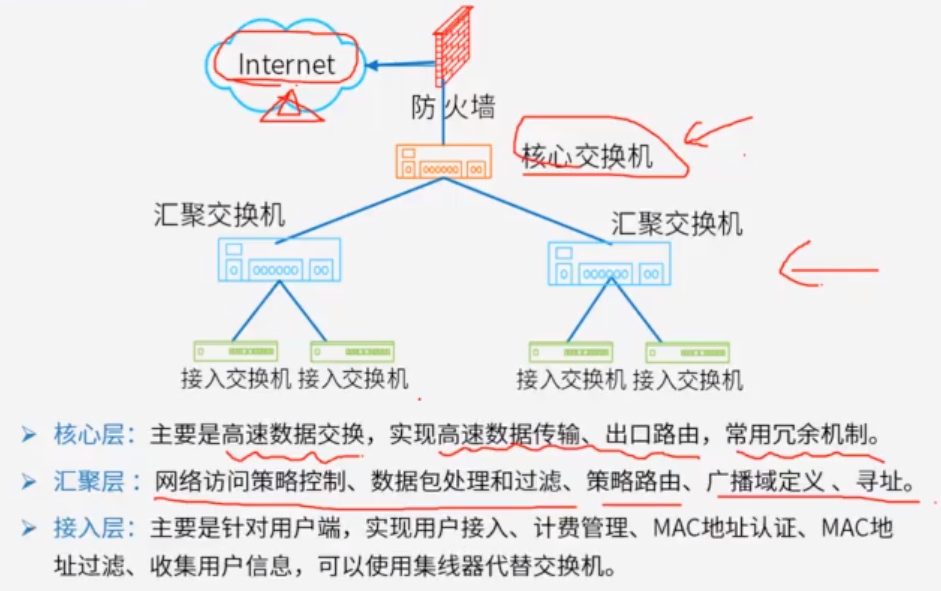 Internet
防火墙
核心交换机
汇聚交换机
汇聚交换机
接入交换机 接入交换机 接入交换机 接入交换机
核心层：主要是高速数据交换，实现高速数据传输、出口路由，常用冗余机制。
汇聚层：网络访问策略控制、数据包处理和过滤、策略路由、广播域定义、寻址。
接入层：主要是针对用户端，实现用户接入、计费管理、MAC地址认证、MAC地
址过滤、收集用户信息，可以使用集线器代替交换机。